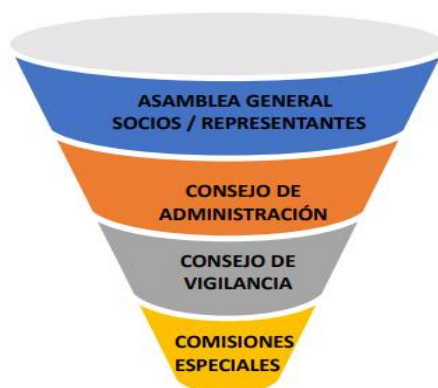 ASAMBLEA GENERAL
SOCIOS / REPRESENTANTES
CONSEJO DE
ADMINISTRACIÓN
CONSEJO DE
VIGILANCIA
COMISIONES
ESPECIALES